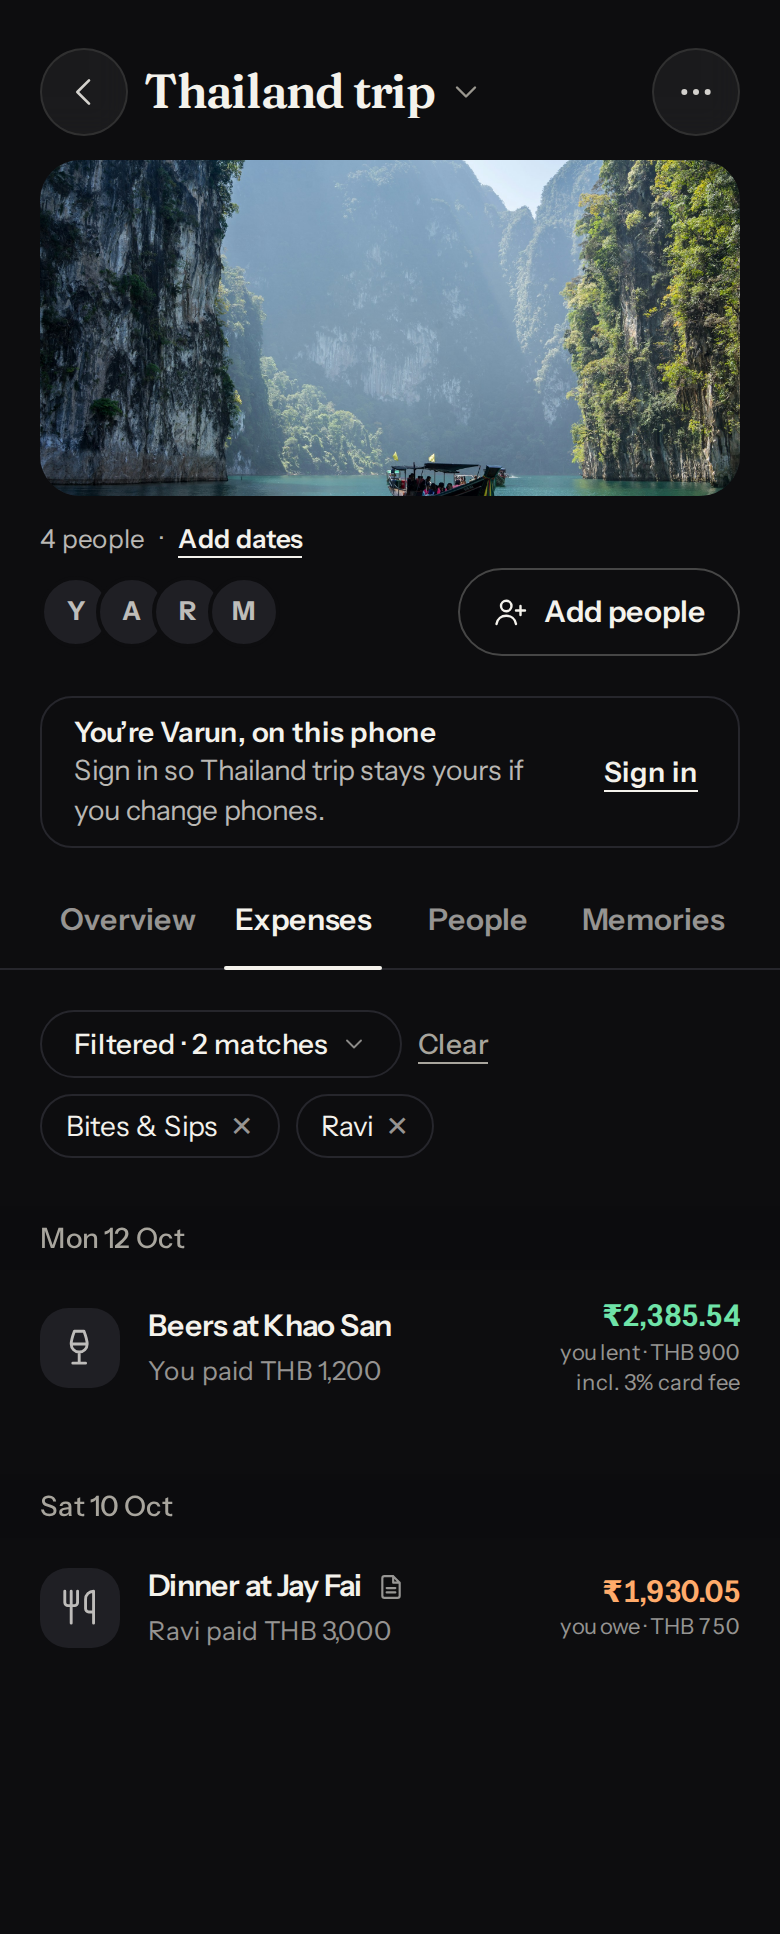 Thailand trip
4 people · Add dates
Y A R M
Add people
You’re Varun, on this phone
Sign in so Thailand trip stays yours if
you change phones.
Sign in
Overview Expenses People Memories
Filtered · 2 matches
Clear
Bites & Sips ✕
Ravi ✕
Mon 12 Oct
Beers at Khao San
You paid THB 1,200
₹2,385.54
you lent · THB 900
incl. 3% card fee
Sat 10 Oct
Dinner at Jay Fai
Ravi paid THB 3,000
₹1,930.05
you owe · THB 750